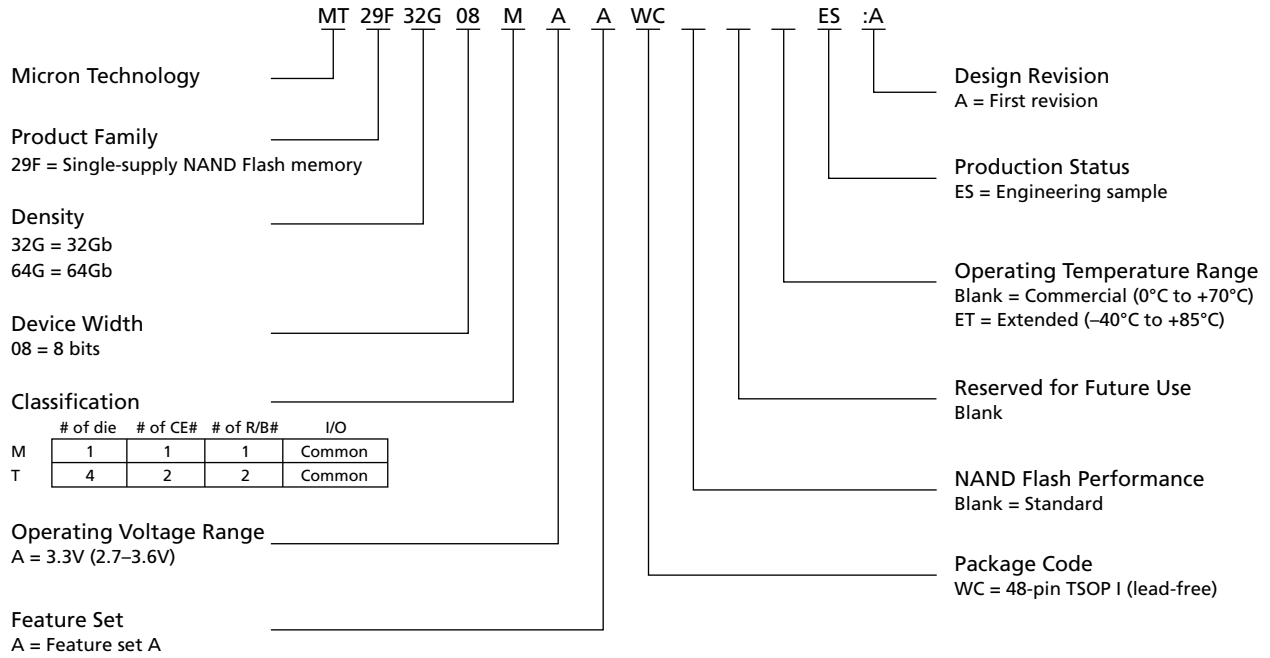 MT 29F 32G 08 M A A WC ES :A
Micron Technology
Product Family
29F = Single-supply NAND Flash memory
Density
32G = 32Gb
64G = 64Gb
Device Width
08 = 8 bits
Classification
# of die # of CE# # of R/B# I/O
M 1 1 1 Common
T 4 2 2 Common
Operating Voltage Range
A = 3.3V (2.7–3.6V)
Feature Set
A = Feature set A
Design Revision
A = First revision
Production Status
ES = Engineering sample
Operating Temperature Range
Blank = Commercial (0°C to +70°C)
ET = Extended (–40°C to +85°C)
Reserved for Future Use
Blank
NAND Flash Performance
Blank = Standard
Package Code
WC = 48-pin TSOP I (lead-free)